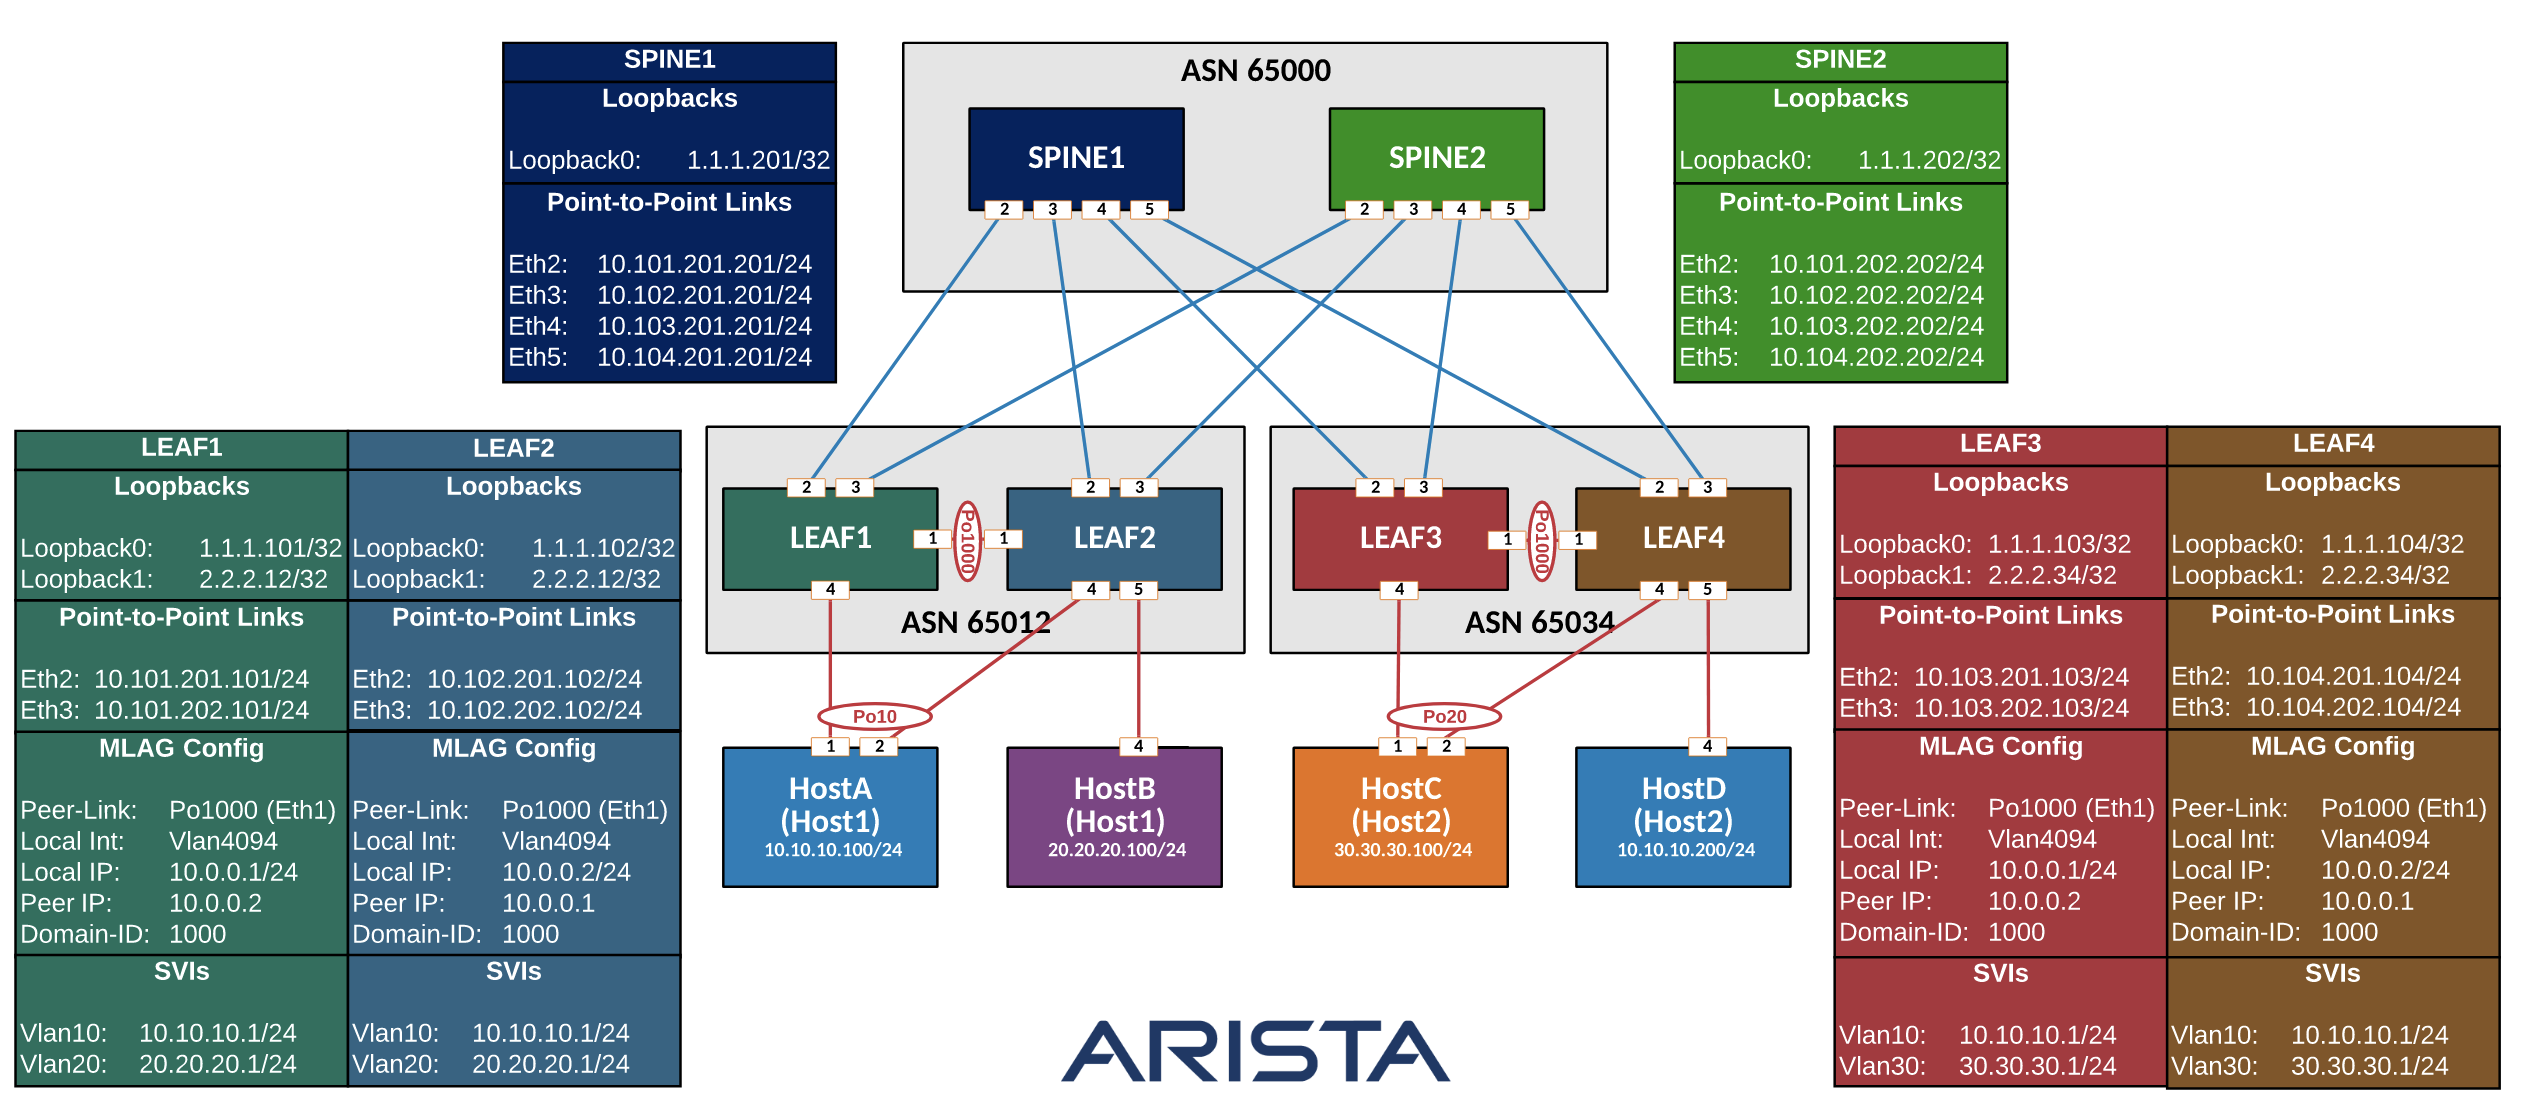 SPINE1
Loopbacks
Loopback0: 1.1.1.201/32
Point-to-Point Links
Eth2: 10.101.201.201/24
Eth3: 10.102.201.201/24
Eth4: 10.103.201.201/24
Eth5: 10.104.201.201/24
ASN 65000
SPINE1
2 3 4 5
SPINE2
2 3 4 5
SPINE2
Loopbacks
Loopback0: 1.1.1.202/32
Point-to-Point Links
Eth2: 10.101.202.202/24
Eth3: 10.102.202.202/24
Eth4: 10.103.202.202/24
Eth5: 10.104.202.202/24
LEAF1
Loopbacks
Loopback0: 1.1.1.101/32
Loopback1: 2.2.2.12/32
Point-to-Point Links
Eth2: 10.101.201.101/24
Eth3: 10.101.202.101/24
MLAG Config
Peer-Link: Po1000 (Eth1)
Local Int: Vlan4094
Local IP: 10.0.0.1/24
Peer IP: 10.0.0.2
Domain-ID: 1000
SVIs
Vlan10: 10.10.10.1/24
Vlan20: 20.20.20.1/24
LEAF2
Loopbacks
Loopback0: 1.1.1.102/32
Loopback1: 2.2.2.12/32
Point-to-Point Links
Eth2: 10.102.201.102/24
Eth3: 10.102.202.102/24
MLAG Config
Peer-Link: Po1000 (Eth1)
Local Int: Vlan4094
Local IP: 10.0.0.2/24
Peer IP: 10.0.0.1
Domain-ID: 1000
SVIs
Vlan10: 10.10.10.1/24
Vlan20: 20.20.20.1/24
2 3
LEAF1
1
4
Po1000
2 3
1
LEAF2
4 5
ASN 65012
2 3
LEAF3
1
4
Po1000
2 3
1
LEAF4
4 5
ASN 65034
Po10
1 2
HostA
(Host1)
10.10.10.100/24
4
HostB
(Host1)
20.20.20.100/24
Po20
1 2
HostC
(Host2)
30.30.30.100/24
4
HostD
(Host2)
10.10.10.200/24
LEAF3
Loopbacks
Loopback0: 1.1.1.103/32
Loopback1: 2.2.2.34/32
Point-to-Point Links
Eth2: 10.103.201.103/24
Eth3: 10.103.202.103/24
MLAG Config
Peer-Link: Po1000 (Eth1)
Local Int: Vlan4094
Local IP: 10.0.0.1/24
Peer IP: 10.0.0.2
Domain-ID: 1000
SVIs
Vlan10: 10.10.10.1/24
Vlan30: 30.30.30.1/24
LEAF4
Loopbacks
Loopback0: 1.1.1.104/32
Loopback1: 2.2.2.34/32
Point-to-Point Links
Eth2: 10.104.201.104/24
Eth3: 10.104.202.104/24
MLAG Config
Peer-Link: Po1000 (Eth1)
Local Int: Vlan4094
Local IP: 10.0.0.2/24
Peer IP: 10.0.0.1
Domain-ID: 1000
SVIs
Vlan10: 10.10.10.1/24
Vlan30: 30.30.30.1/24
ARISTA